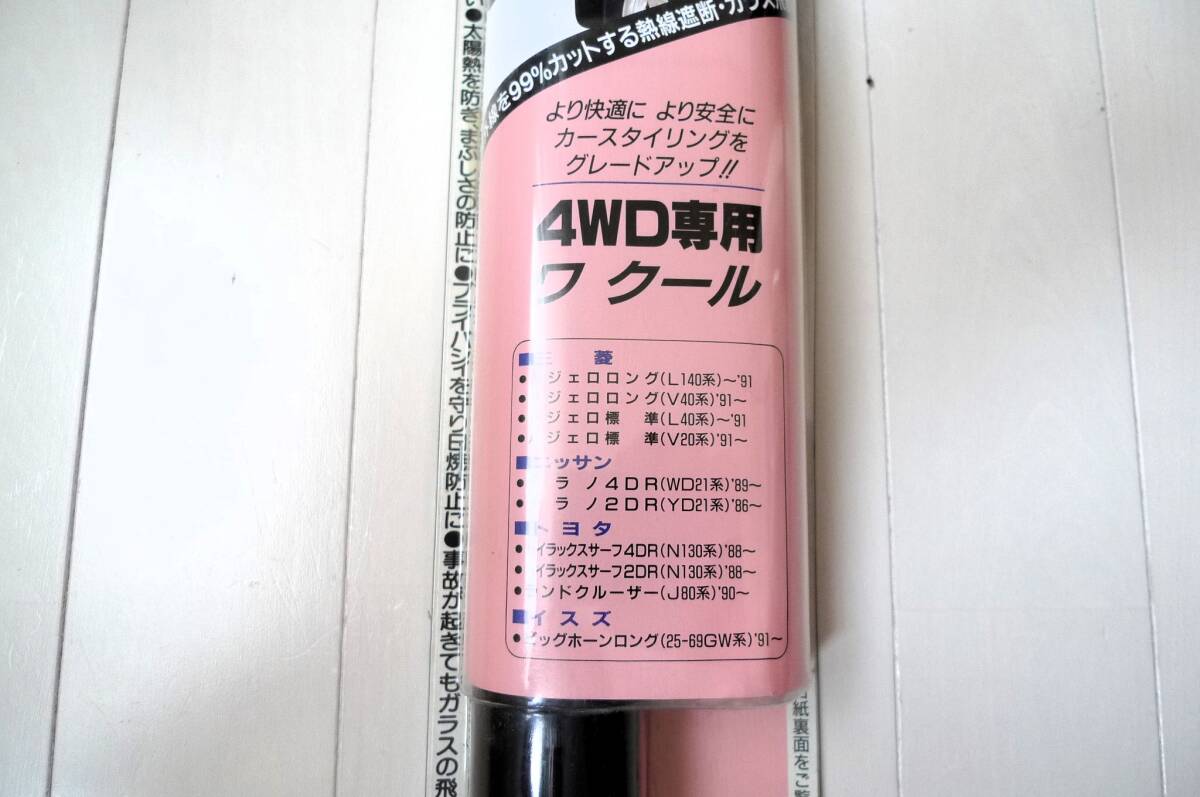 線を99%カットする熱線遮断・ガラス
より快適に より安全に
カースタイリングを
グレードアップ!!
4WD専用
ワ クール
■三 菱
ジェロロング(L140系)〜'91
ジェロロング(V40系)'91〜
ジェロ標 準(L40系)〜'91
ジェロ標 準(V20系)'91〜
■ニッサン
ラ ノ4DR(WD21系)'89〜
ラ ノ2DR(YD21系)'86〜
■トヨタ
イラックスサーフ4DR(N130系)'88〜
イラックスサーフ2DR(N130系)'88〜
ランドクルーザー(J80系)'90〜
■イスズ
ビッグホーンロング(25-69GW系)'91〜
い●太陽熱を防ぎ、まぶしさの防止に●プライバシィを守り日焼防止に●事故が起きてもガラスの飛
紙裏面をご覧